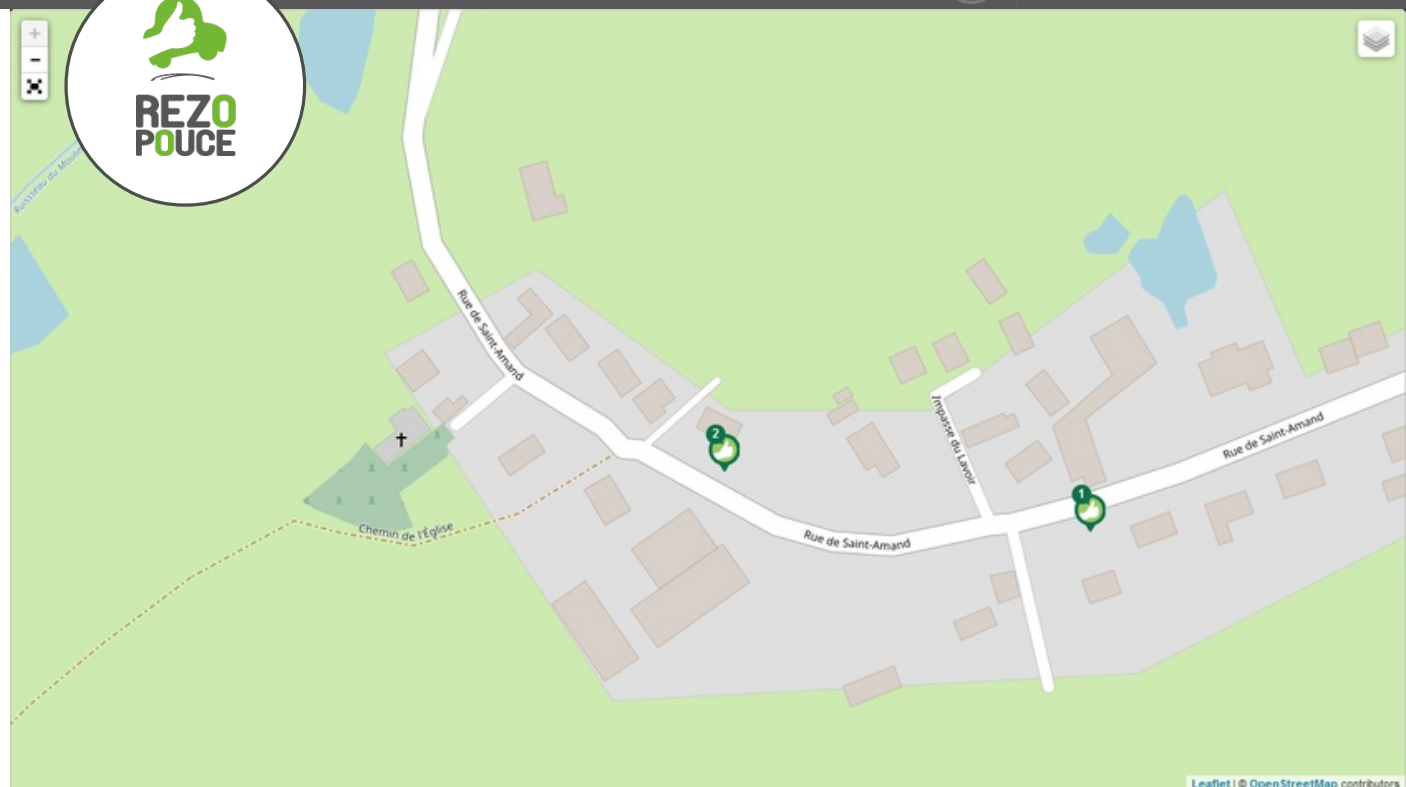 +
-
REZO
POUCE
Ruisseau du Moulin
Rue de Saint-Amand
Impasse du Lavoir
Rue de Saint-Amand
2
1
Chemin de l'Église
Rue de Saint-Amand
Leaflet | © OpenStreetMap contributors